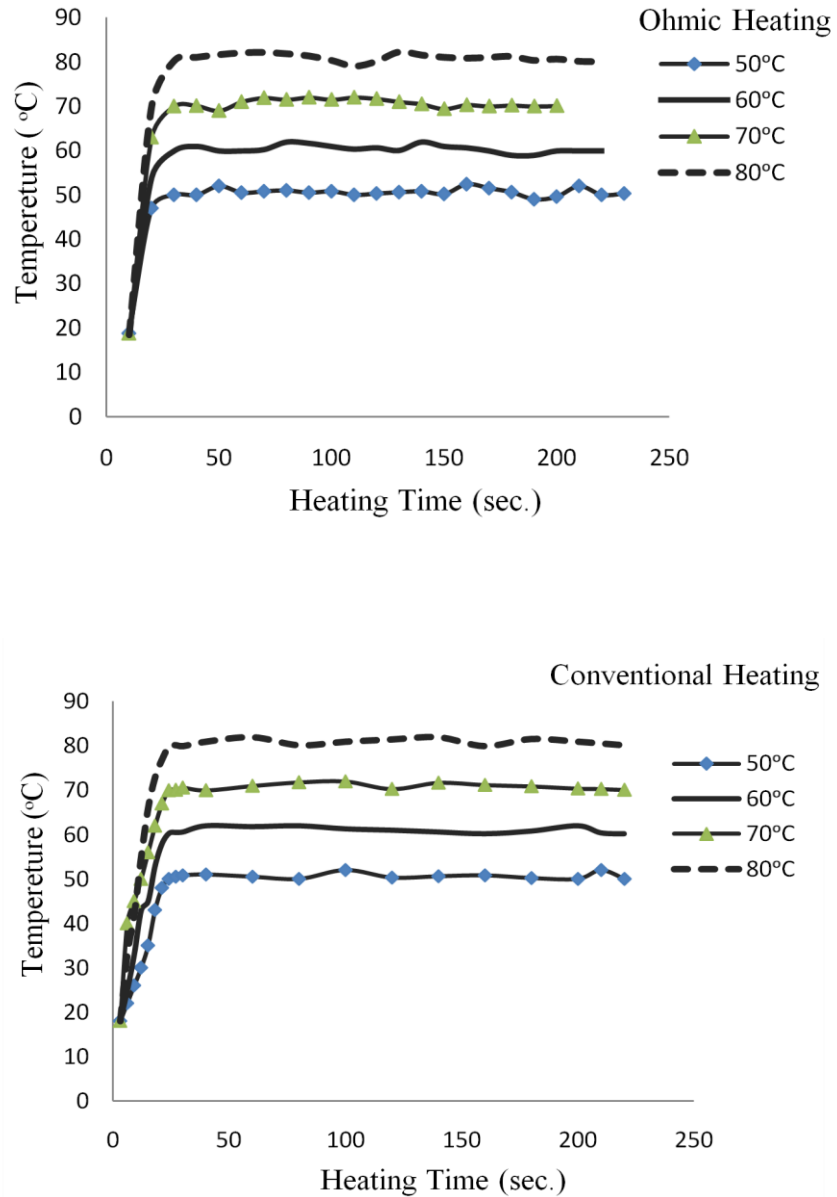 Ohmic Heating
90
80
70
60
50
40
30
20
10
0
Tempereture ( °C)
50°C
60°C
70°C
80°C
0 50 100 150 200 250
Heating Time (sec.)
Conventional Heating
90
80
70
60
50
40
30
20
10
0
Tempereture (°C)
50°C
60°C
70°C
80°C
0 50 100 150 200 250
Heating Time (sec.)